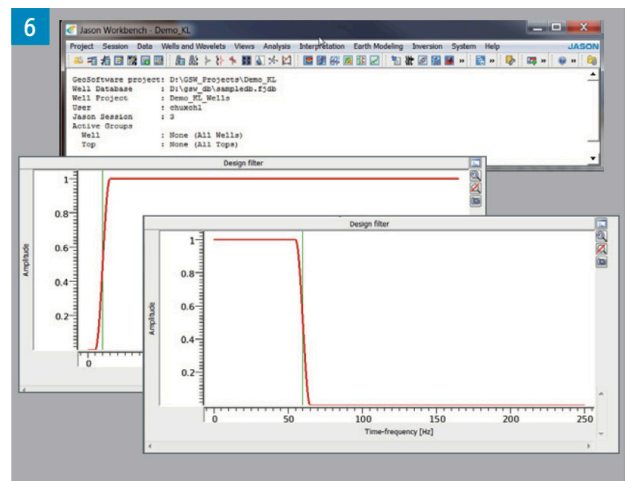 6
Jason Workbench - Demo_KL
Project Session Data Wells and Wavelets Views Analysis Interpretation Earth Modeling Inversion System Help JASON
GeoSoftware project: D:\GSW_Projects\Demo_KL
Well Database : D:\gsw_db\sampledb.fjdb
Well Project : Demo_KL_Wells
User : chuxchl
Jason Session : 3
Active Groups
Well : None (All Wells)
Top : None (All Tops)
Design filter
1
0.8
0.6
0.4
0.2
Amplitude
0
Design filter
1
0.8
0.6
0.4
0.2
Amplitude
0 50 100 150 200 250
Time-frequency [Hz]